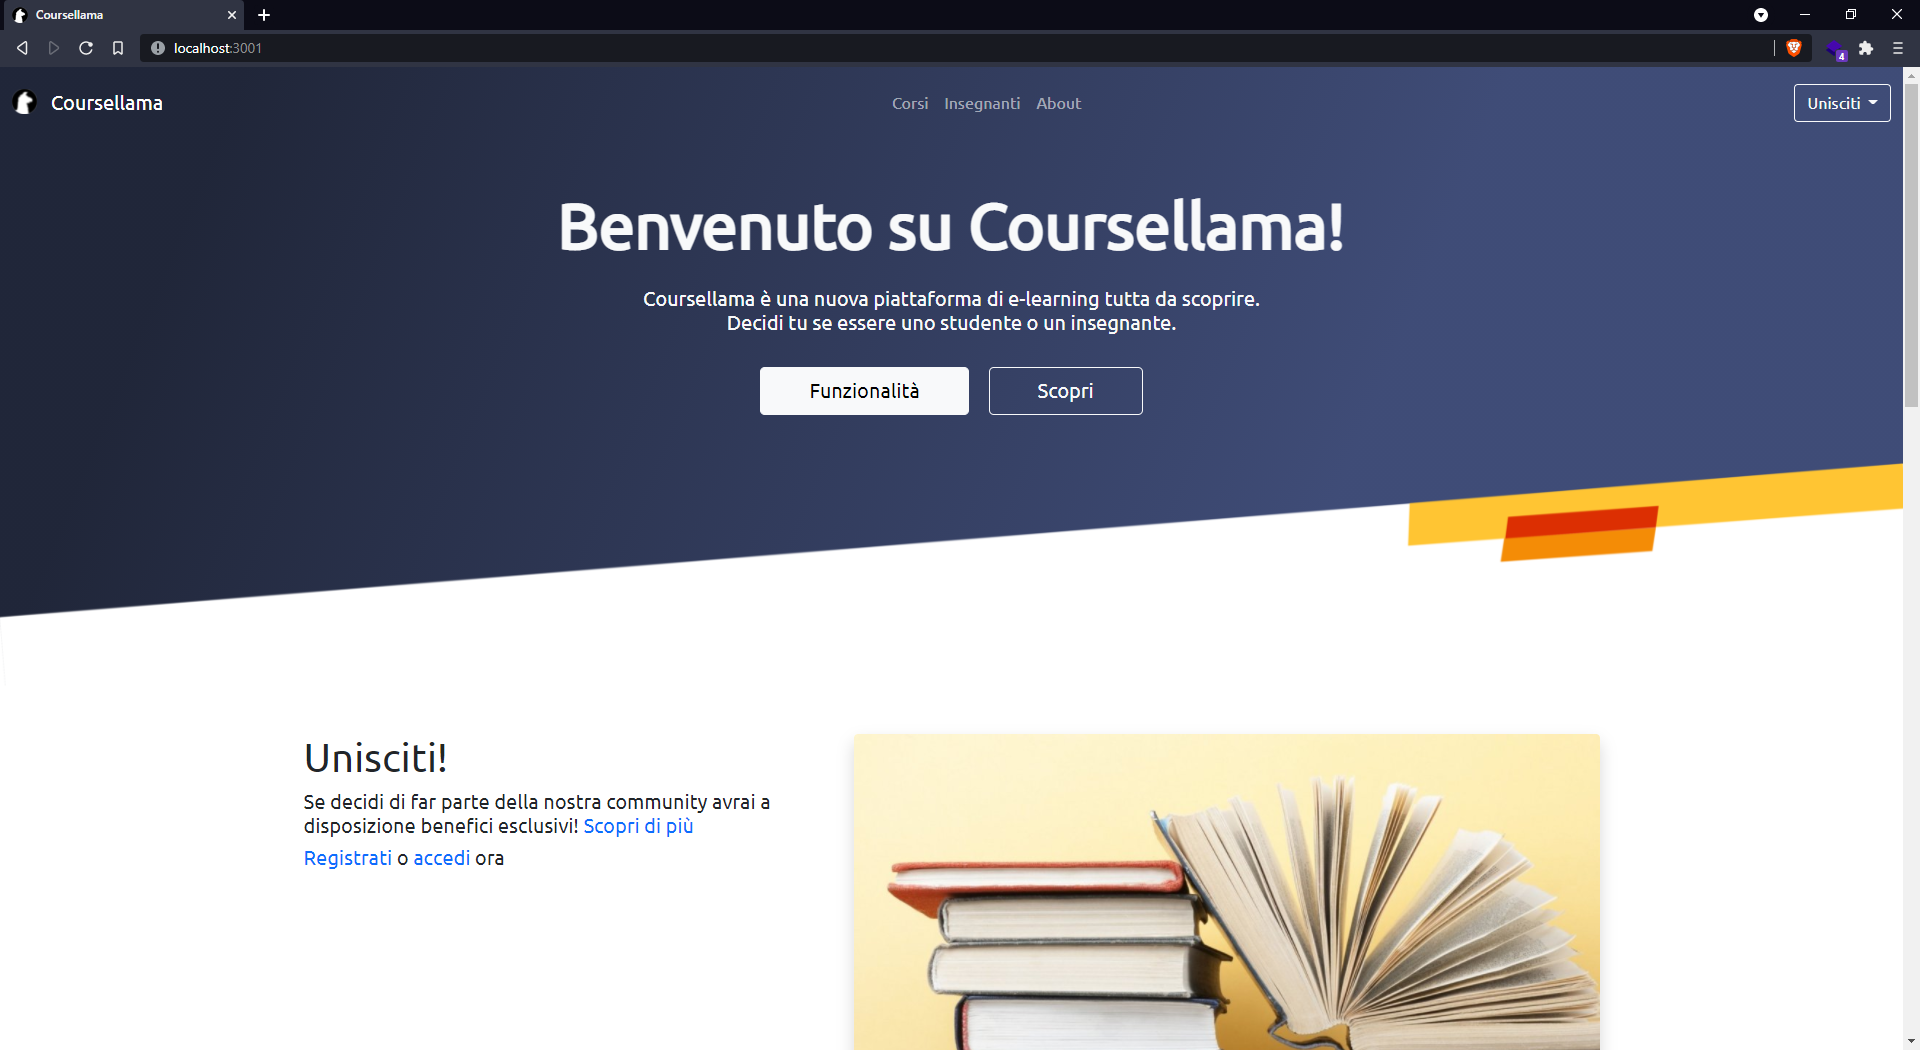 Coursellama
localhost:3001
4
Coursellama
Corsi Insegnanti About
Unisciti
Benvenuto su Coursellama!
Coursellama è una nuova piattaforma di e-learning tutta da scoprire.
Decidi tu se essere uno studente o un insegnante.
Funzionalità Scopri
Unisciti!
Se decidi di far parte della nostra community avrai a
disposizione benefici esclusivi! Scopri di più
Registrati o accedi ora